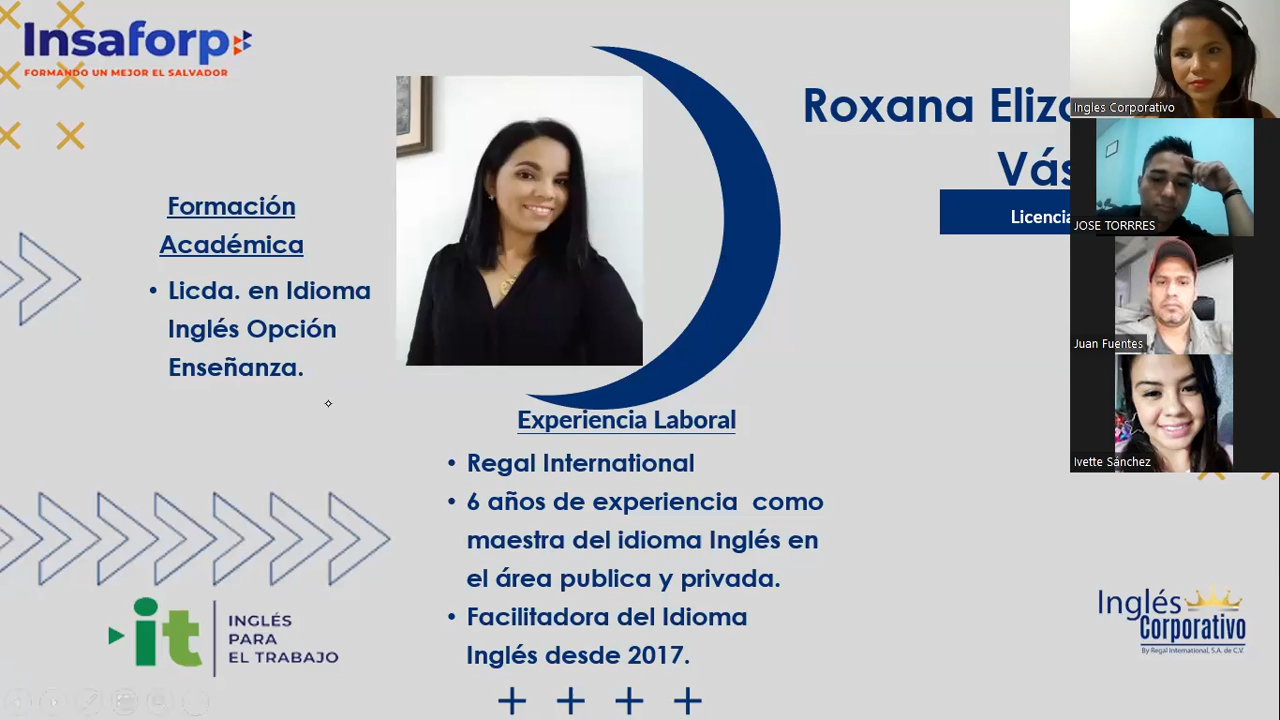 Insaforp
FORMANDO UN MEJOR EL SALVADOR
Roxana
Licencia
Formación
Académica
• Licda. en Idioma
Inglés Opción
Enseñanza.
Experiencia Laboral
• Regal International
• 6 años de experiencia como
maestra del idioma Inglés en
el área publica y privada.
• Facilitadora del Idioma
Inglés desde 2017.
it
INGLÉS
PARA
EL TRABAJO
Inglés
Corporativo
By Regal International, S.A. de C.V.
Ingles Corporativo
JOSE TORRRES
Juan Fuentes
Ivette Sánchez